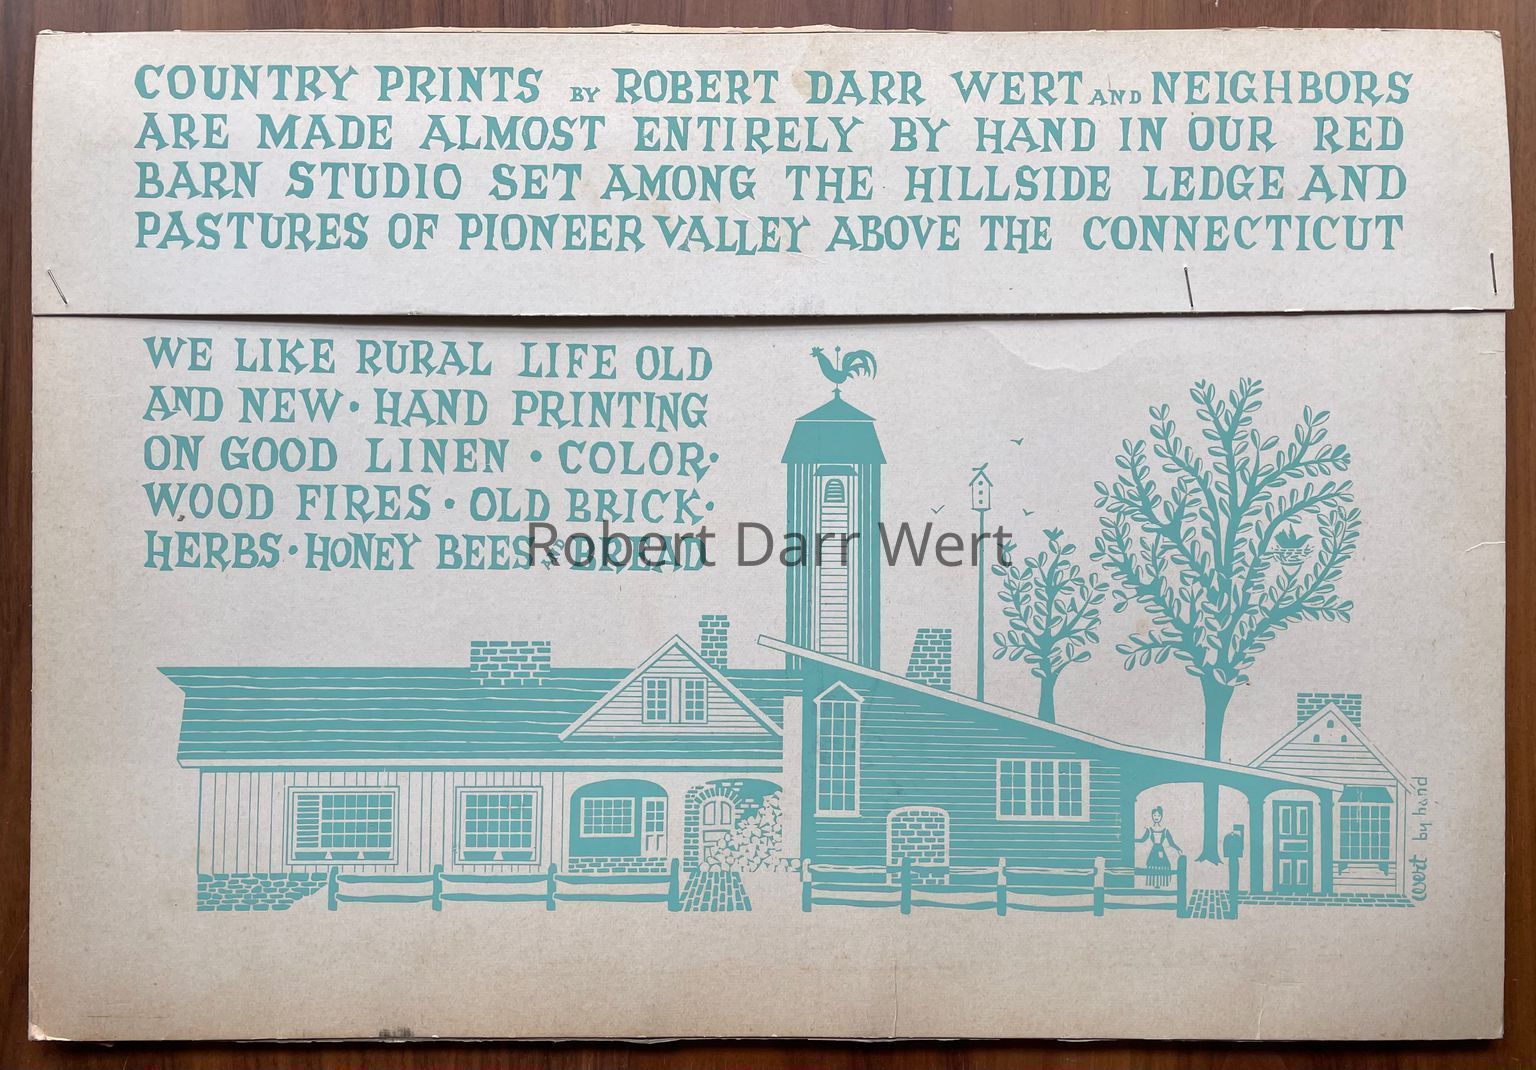 COUNTRY PRINTS BY ROBERT DARR WERT AND NEIGHBORS
ARE MADE ALMOST ENTIRELY BY HAND IN OUR RED
BARN STUDIO SET AMONG THE HILLSIDE LEDGE AND
PASTURES OF PIONEER VALLEY ABOVE THE CONNECTICUT
WE LIKE RURAL LIFE OLD
AND NEW • HAND PRINTING
ON GOOD LINEN • COLOR •
WOOD FIRES • OLD BRICK •
HERBS • HONEY BEES • BREAD
Robert Darr Wert
Wert by hand